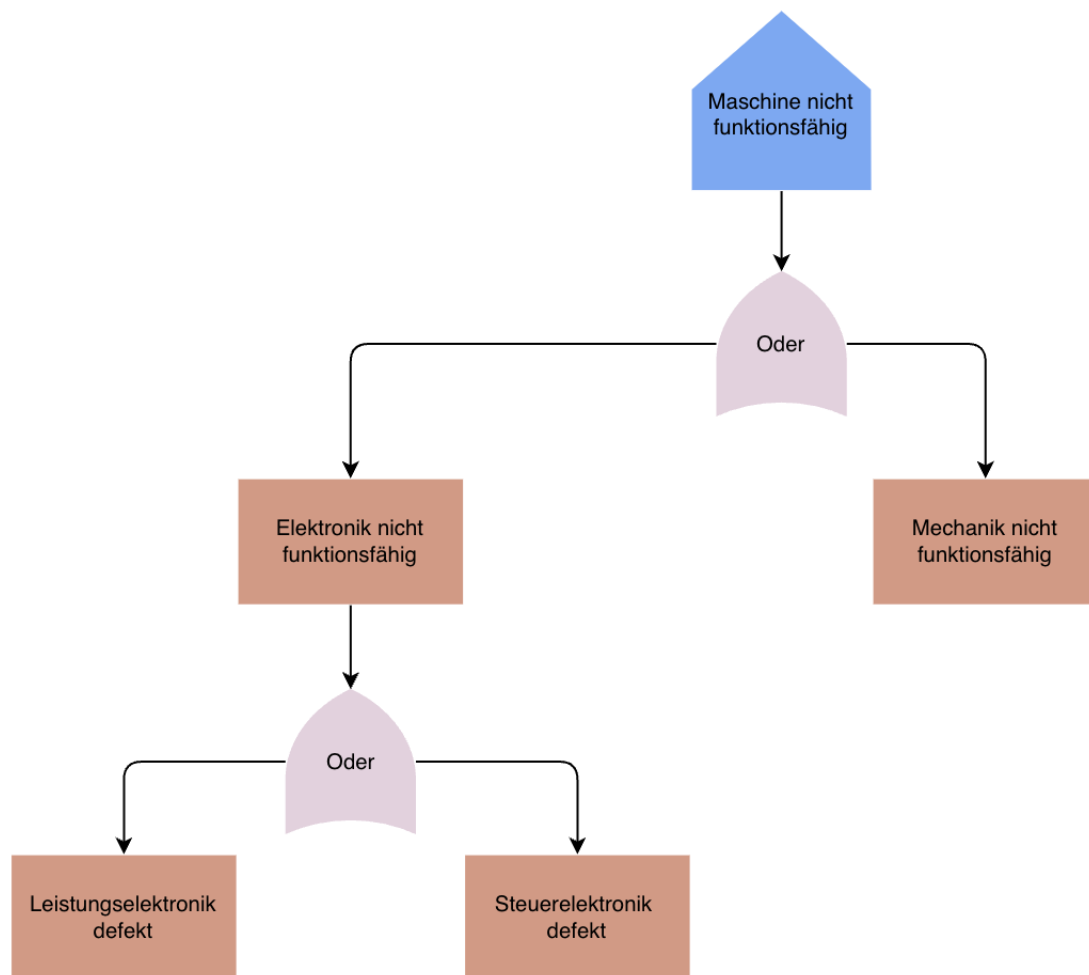 Maschine nicht
funktionsfähig
Oder
Elektronik nicht
funktionsfähig
Mechanik nicht
funktionsfähig
Oder
Leistungselektronik
defekt
Steuerelektronik
defekt